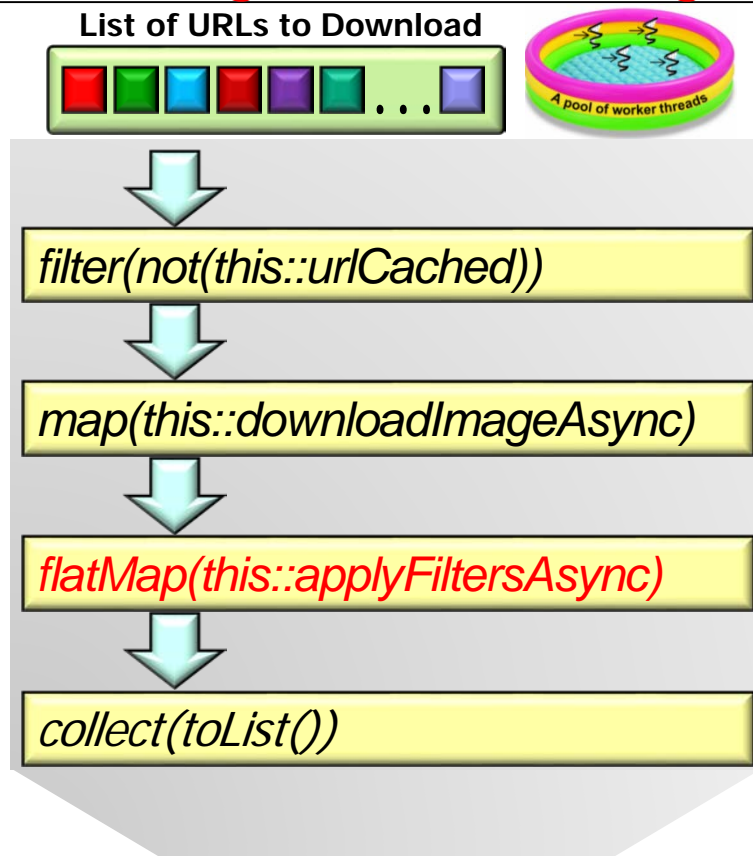 List of URLs to Download
...
A pool of worker threads
filter(not(this::urlCached))
map(this::downloadImageAsync)
flatMap(this::applyFiltersAsync)
collect(toList())